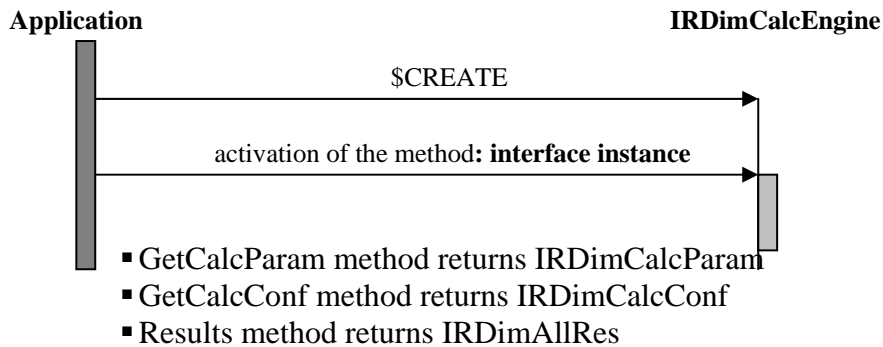 Application IRDimCalcEngine
$CREATE
activation of the method: interface instance
▪ GetCalcParam method returns IRDimCalcParam
▪ GetCalcConf method returns IRDimCalcConf
▪ Results method returns IRDimAllRes